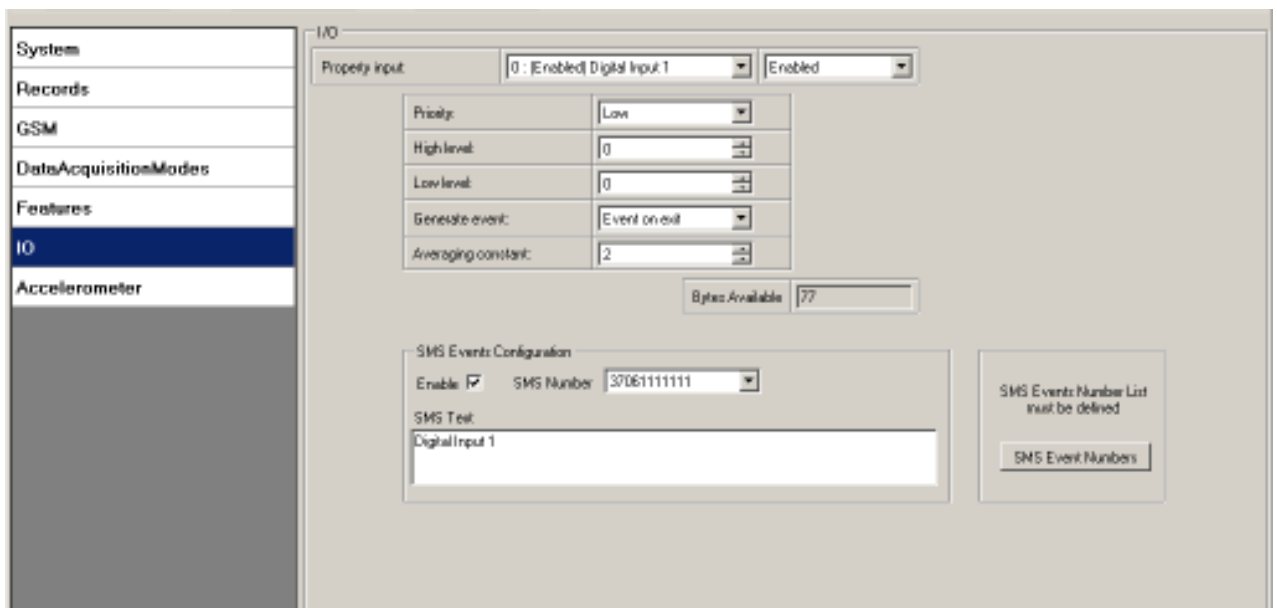 System
Records
GSM
DataAcquisitionModes
Features
IO
Accelerometer
I/O
Property input 0 : [Enabled] Digital Input 1 Enabled
Priority: Low
High level: 0
Low level: 0
Generate event: Event on exit
Averaging constant: 2
Bytes Available 77
SMS Events Configuration
Enable SMS Number 37061111111
SMS Text
Digital Input 1
SMS Events Number List
must be defined
SMS Event Numbers